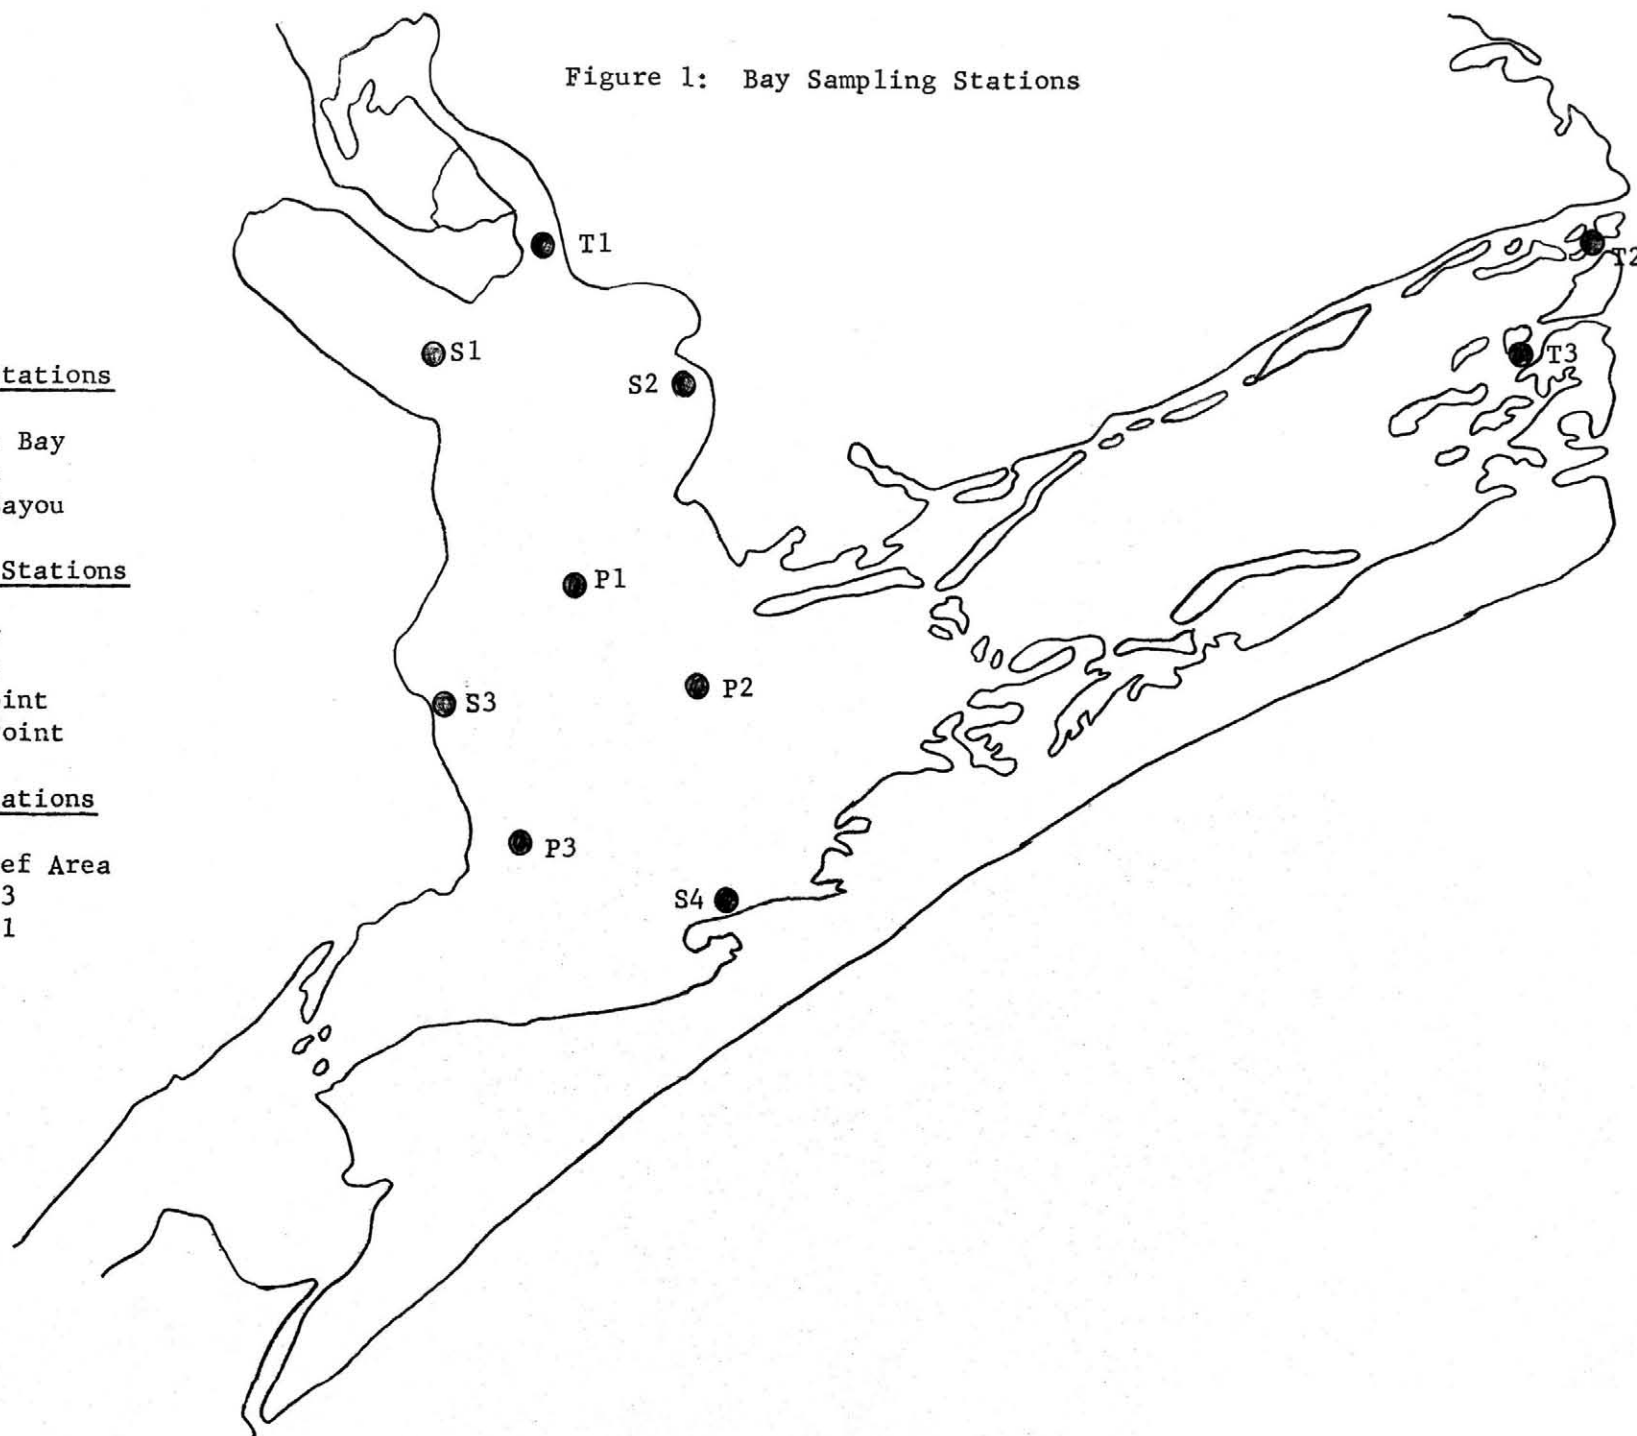 Figure 1: Bay Sampling Stations
T1
T2
S1
T3
tations
S2
Bay
ayou
Stations
P1
int
oint
S3
P2
ations
ef Area
3
1
P3
S4